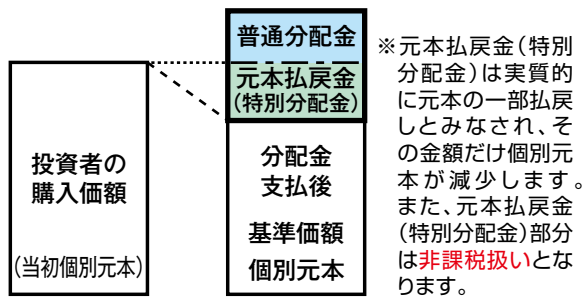 投資者の
購入価額
(当初個別元本)
普通分配金
元本払戻金
(特別分配金)
分配金
支払後
基準価額
個別元本
※元本払戻金(特別
分配金)は実質的
に元本の一部払戻
しとみなされ、そ
の金額だけ個別元
本が減少します。
また、元本払戻金
(特別分配金)部分
は非課税扱いとな
ります。